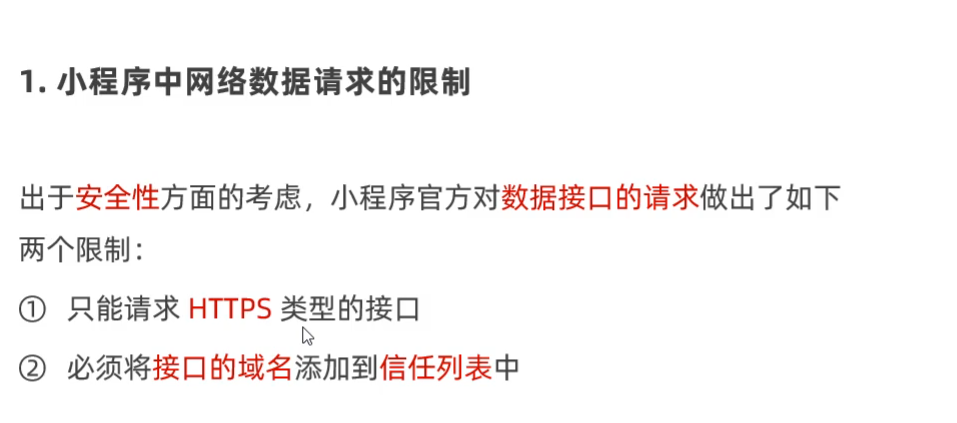 1. 小程序中网络数据请求的限制
出于安全性方面的考虑，小程序官方对数据接口的请求做出了如下
两个限制：
① 只能请求 HTTPS 类型的接口
② 必须将接口的域名添加到信任列表中